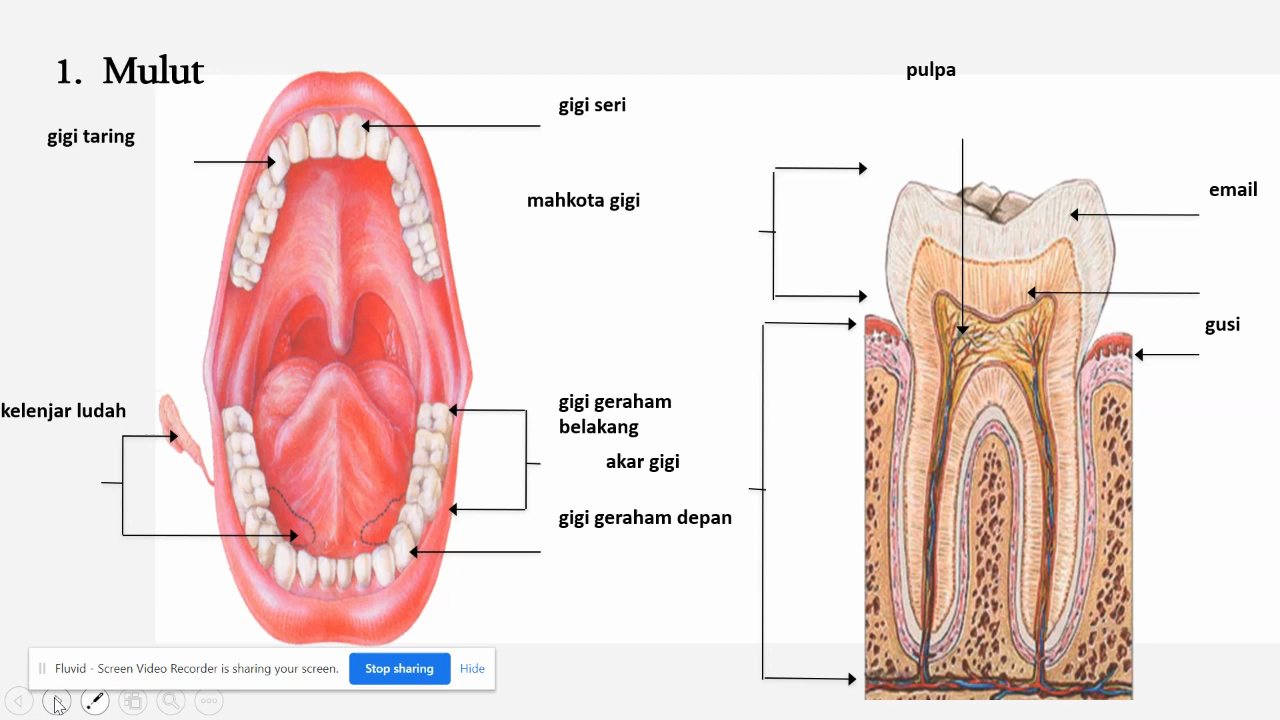 1. Mulut
pulpa
gigi seri
gigi taring
email
mahkota gigi
gusi
kelenjar ludah
gigi geraham
belakang
akar gigi
gigi geraham depan
Fluvid - Screen Video Recorder is sharing your screen.
Stop sharing
Hide